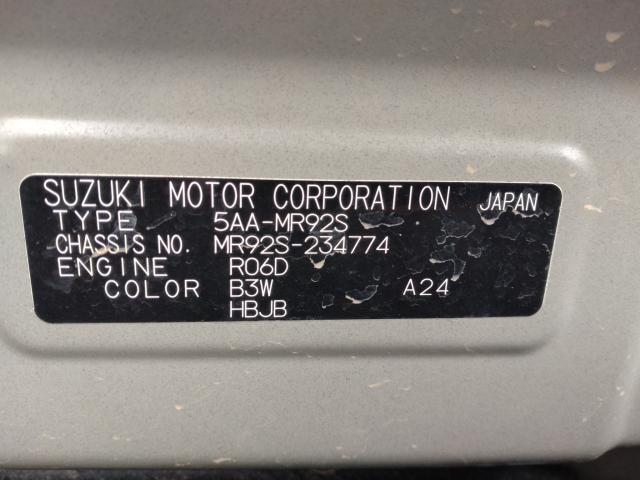 SUZUKI MOTOR CORPORATION JAPAN
TYPE 5AA-MR92S
CHASSIS NO. MR92S-234774
ENGINE R06D
COLOR B3W A24
HBJB